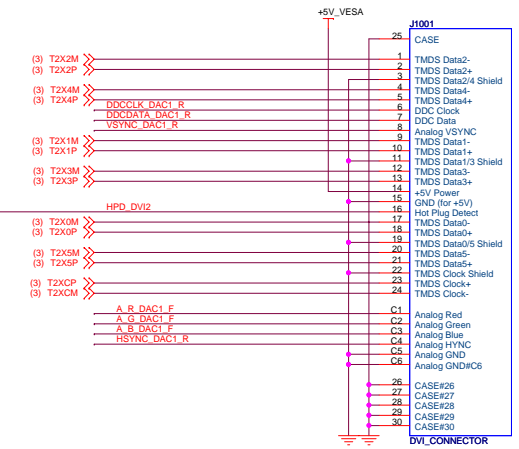 +5V_VESA
J1001
25 CASE
(3) T2X2M 1 TMDS Data2-
(3) T2X2P 2 TMDS Data2+
3 TMDS Data2/4 Shield
(3) T2X4M 4 TMDS Data4-
(3) T2X4P 5 TMDS Data4+
DDCCLK_DAC1_R 6 DDC Clock
DDCDATA_DAC1_R 7 DDC Data
VSYNC_DAC1_R 8 Analog VSYNC
(3) T2X1M 9 TMDS Data1-
(3) T2X1P 10 TMDS Data1+
11 TMDS Data1/3 Shield
(3) T2X3M 12 TMDS Data3-
(3) T2X3P 13 TMDS Data3+
14 +5V Power
15 GND (for +5V)
HPD_DVI2 16 Hot Plug Detect
(3) T2X0M 17 TMDS Data0-
(3) T2X0P 18 TMDS Data0+
19 TMDS Data0/5 Shield
(3) T2X5M 20 TMDS Data5-
(3) T2X5P 21 TMDS Data5+
22 TMDS Clock Shield
(3) T2XCP 23 TMDS Clock+
(3) T2XCM 24 TMDS Clock-
A_R_DAC1_F C1 Analog Red
A_G_DAC1_F C2 Analog Green
A_B_DAC1_F C3 Analog Blue
HSYNC_DAC1_R C4 Analog HYNC
C5 Analog GND
C6 Analog GND#C6
26 CASE#26
27 CASE#27
28 CASE#28
29 CASE#29
30 CASE#30
DVI_CONNECTOR